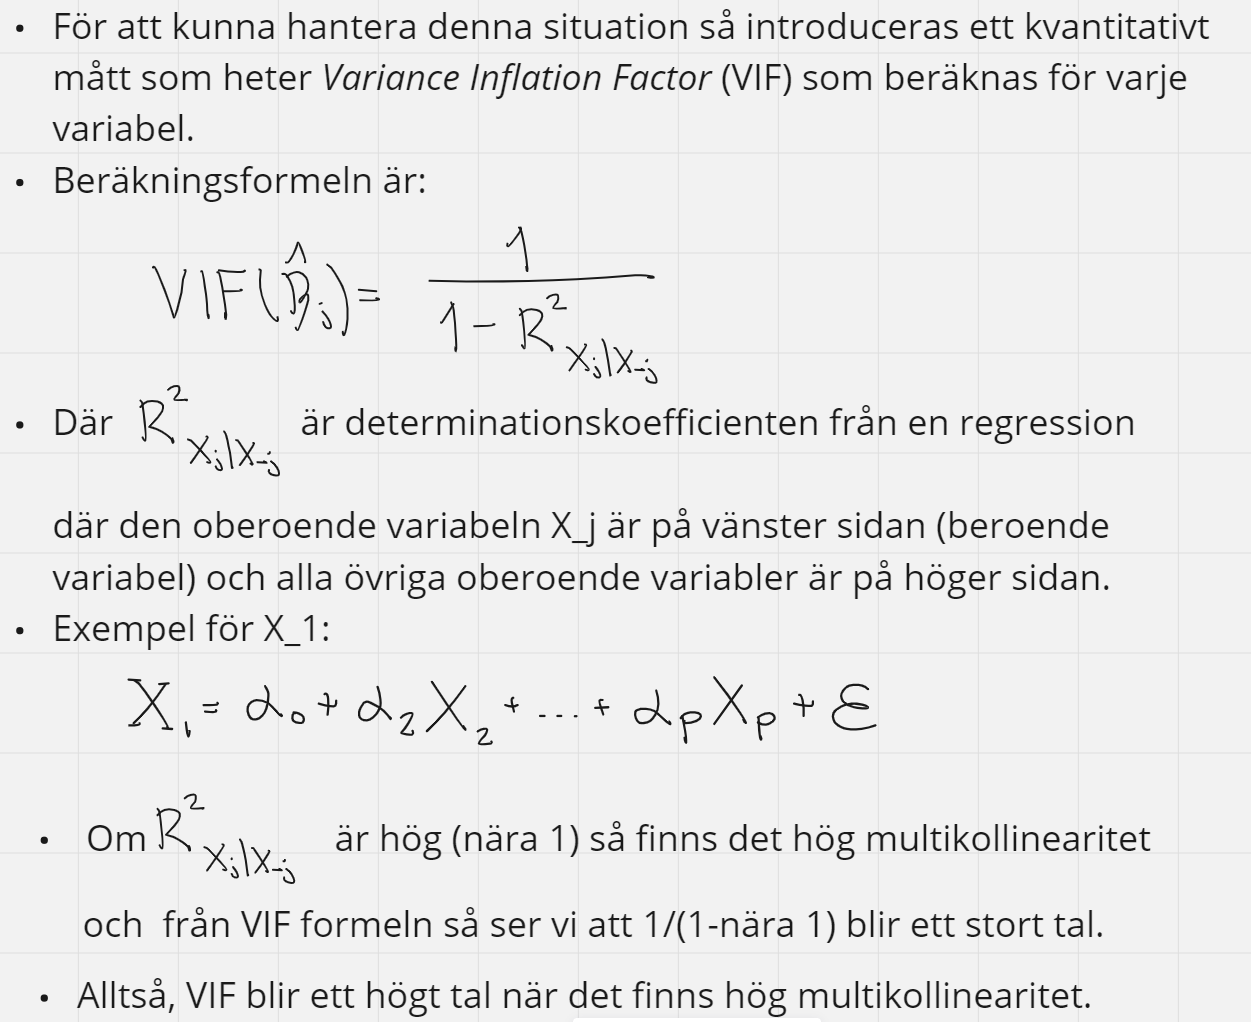 • För att kunna hantera denna situation så introduceras ett kvantitativt
mått som heter Variance Inflation Factor (VIF) som beräknas för varje
variabel.
• Beräkningsformeln är:
VIF(β̂_j) = 1 / (1 - R²_{X_j|X_-j})
• Där R²_{X_j|X_-j} är determinationskoefficienten från en regression
där den oberoende variabeln X_j är på vänster sidan (beroende
variabel) och alla övriga oberoende variabler är på höger sidan.
• Exempel för X_1:
X₁ = α₀ + α₂X₂ + ... + α_pX_p + ε
• Om R²_{X_j|X_-j} är hög (nära 1) så finns det hög multikollinearitet
och från VIF formeln så ser vi att 1/(1-nära 1) blir ett stort tal.
• Alltså, VIF blir ett högt tal när det finns hög multikollinearitet.